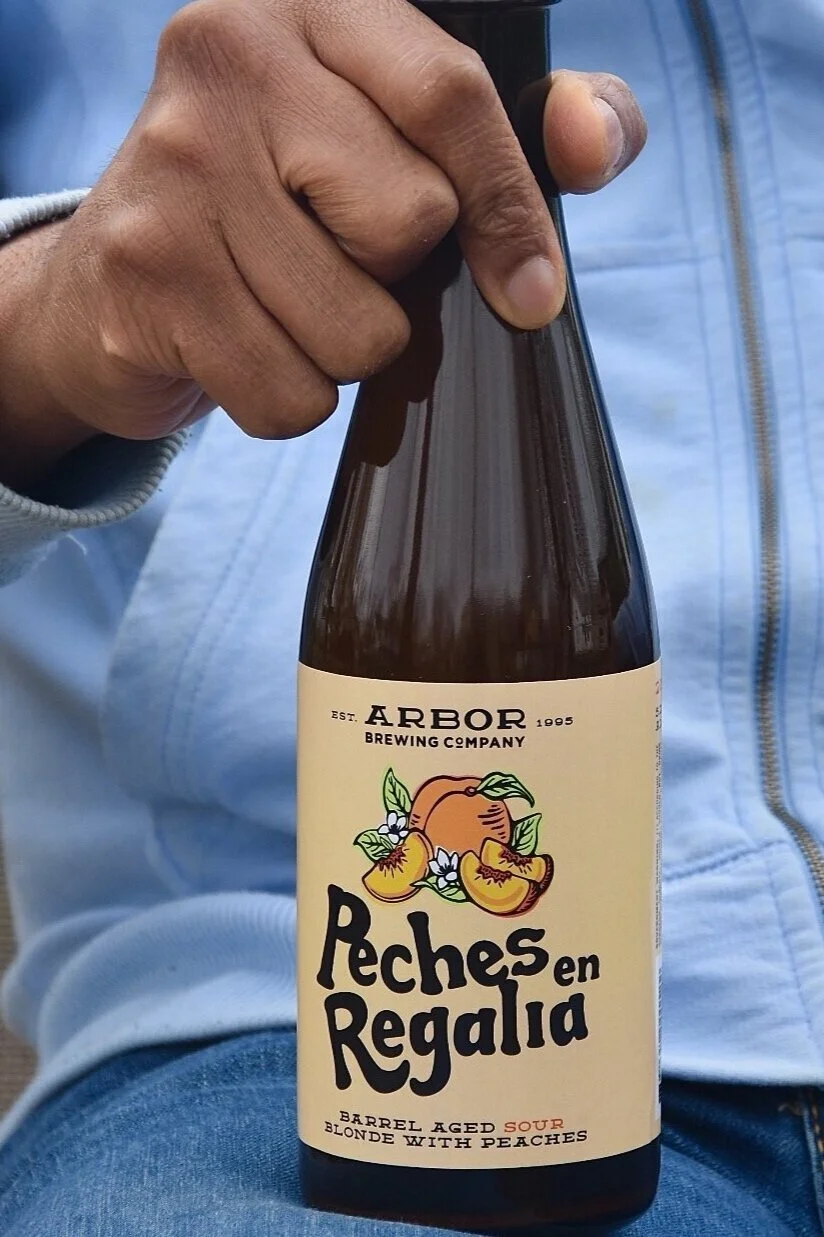 EST. ARBOR 1995
BREWING COMPANY
Peches en
Regalia
BARREL AGED SOUR
BLONDE WITH PEACHES